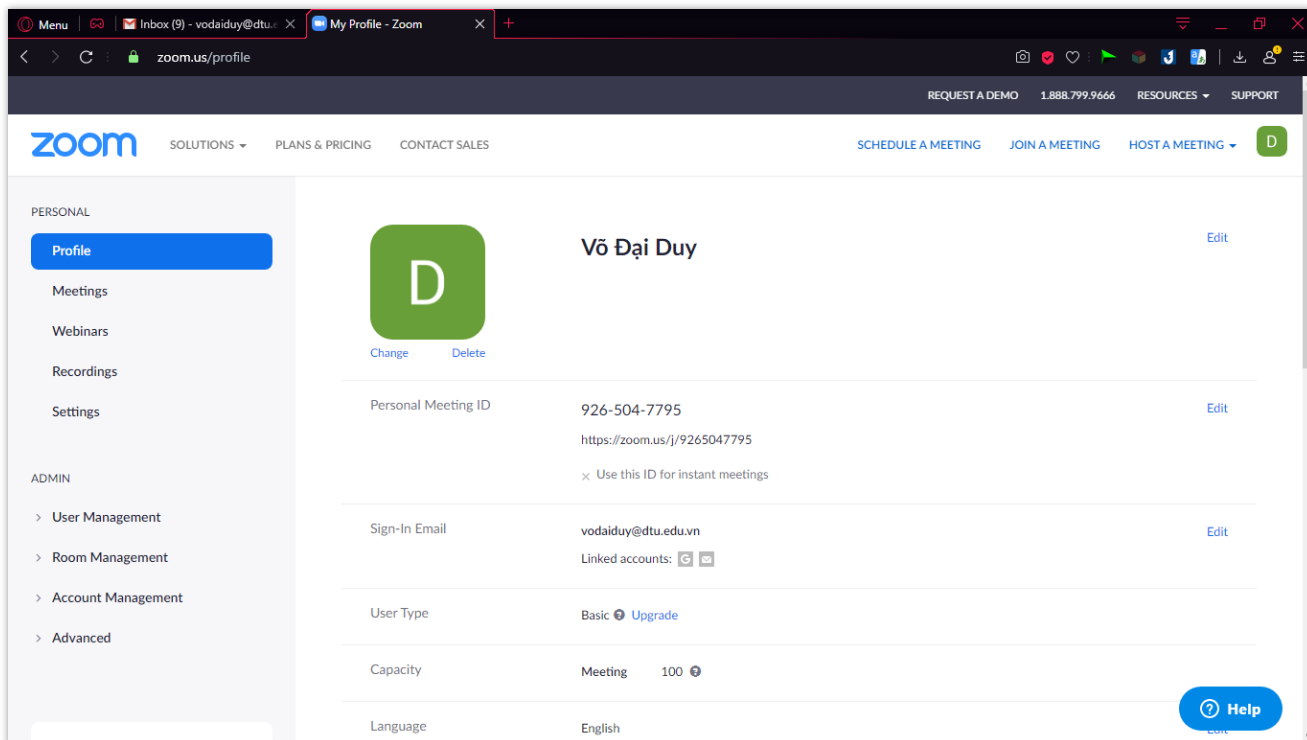 Menu
Inbox (9) - vodaiduy@dtu.e
My Profile - Zoom
zoom.us/profile
REQUEST A DEMO 1.888.799.9666 RESOURCES SUPPORT
zoom SOLUTIONS PLANS & PRICING CONTACT SALES SCHEDULE A MEETING JOIN A MEETING HOST A MEETING D
PERSONAL
Profile
Meetings
Webinars
Recordings
Settings
ADMIN
User Management
Room Management
Account Management
Advanced
D
Change Delete
Võ Đại Duy Edit
Personal Meeting ID 926-504-7795 Edit
https://zoom.us/j/9265047795
Use this ID for instant meetings
Sign-In Email vodaiduy@dtu.edu.vn Edit
Linked accounts: G
User Type Basic Upgrade
Capacity Meeting 100
Language English Edit
Help